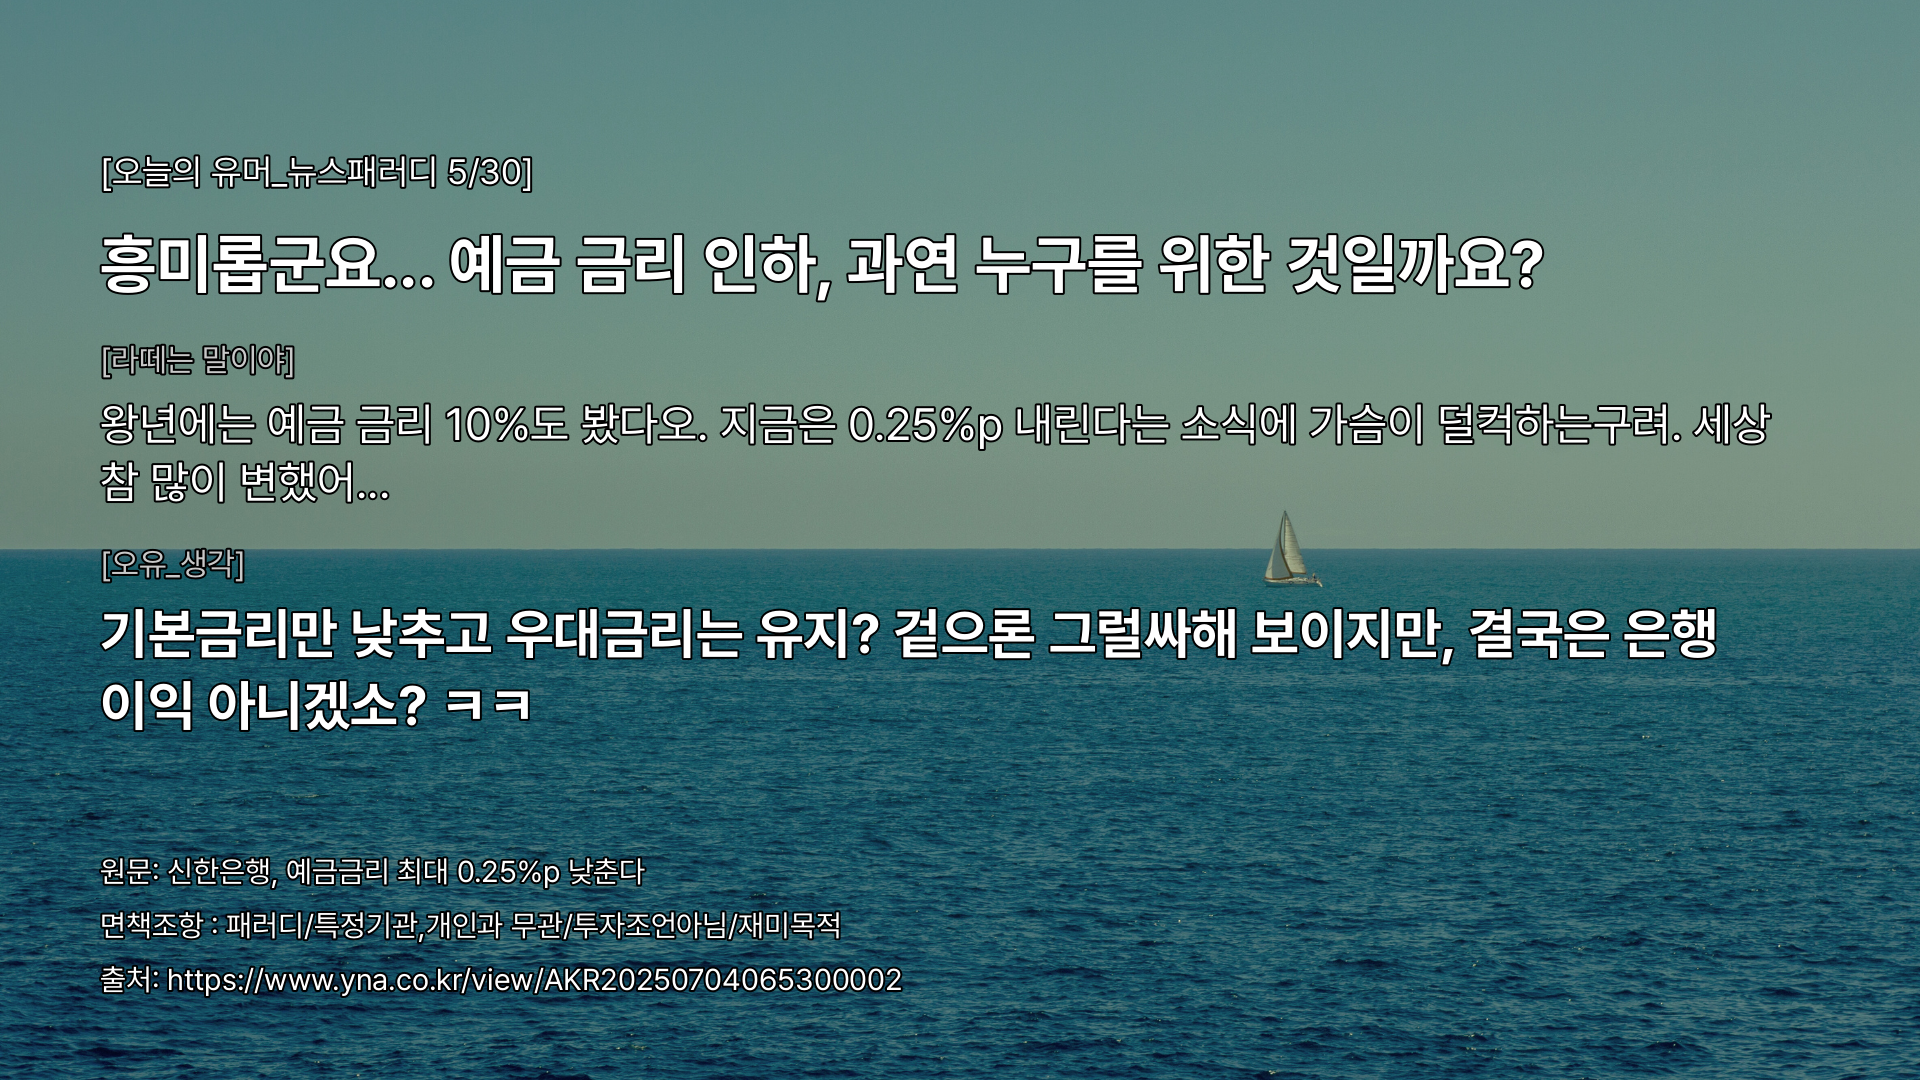 [오늘의 유머_뉴스패러디 5/30]
흥미롭군요... 예금 금리 인하, 과연 누구를 위한 것일까요?
[라떼는 말이야]
왕년에는 예금 금리 10%도 봤다오. 지금은 0.25%p 내린다는 소식에 가슴이 덜컥하는구려. 세상
참 많이 변했어...
[오유_생각]
기본금리만 낮추고 우대금리는 유지? 겉으론 그럴싸해 보이지만, 결국은 은행
이익 아니겠소? ㅋㅋ
원문: 신한은행, 예금금리 최대 0.25%p 낮춘다
면책조항 : 패러디/특정기관,개인과 무관/투자조언아님/재미목적
출처: https://www.yna.co.kr/view/AKR20250704065300002